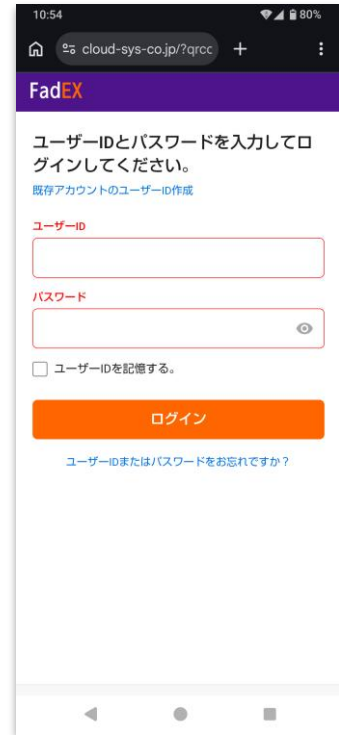 10:54
80%
cloud-sys-co.jp/?qrcc
FadEX
ユーザーIDとパスワードを入力してロ
グインしてください。
既存アカウントのユーザーID作成
ユーザーID
パスワード
ユーザーIDを記憶する。
ログイン
ユーザーIDまたはパスワードをお忘れですか？